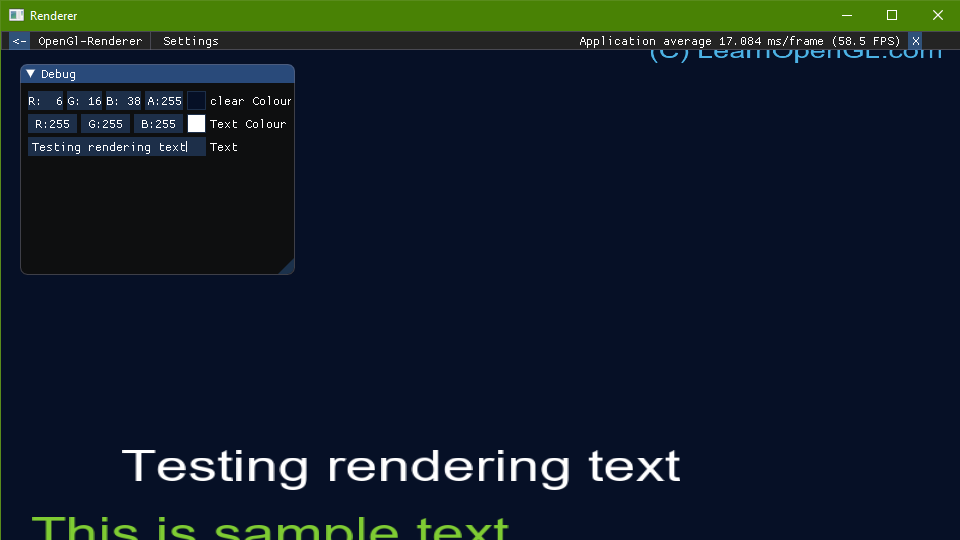 Renderer
<- OpenGl-Renderer Settings Application average 17.084 ms/frame (58.5 FPS) X
(C) LearnOpenGL.com
Debug
R: 6 G: 16 B: 38 A:255 clear Colour
R:255 G:255 B:255 Text Colour
Testing rendering text Text
Testing rendering text
This is sample text